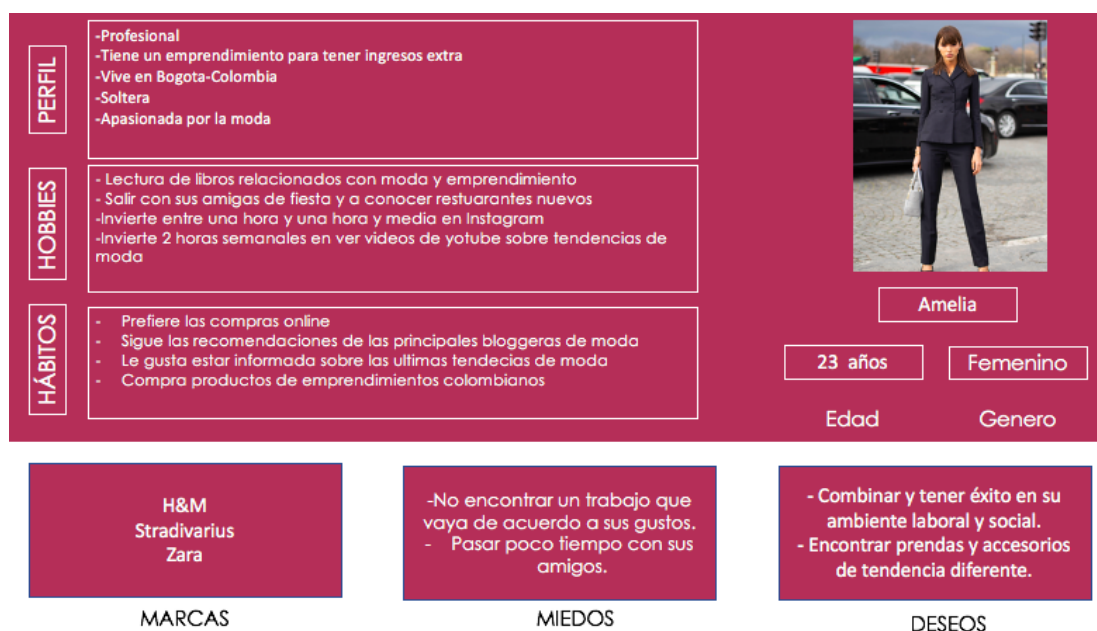 PERFIL
-Profesional
-Tiene un emprendimiento para tener ingresos extra
-Vive en Bogota-Colombia
-Soltera
-Apasionada por la moda
HOBBIES
- Lectura de libros relacionados con moda y emprendimiento
- Salir con sus amigas de fiesta y a conocer restuarantes nuevos
-Invierte entre una hora y una hora y media en Instagram
-Invierte 2 horas semanales en ver videos de yotube sobre tendencias de
moda
HÁBITOS
- Prefiere las compras online
- Sigue las recomendaciones de las principales bloggeras de moda
- Le gusta estar informada sobre las ultimas tendecias de moda
- Compra productos de emprendimientos colombianos
Amelia
23 años
Femenino
Edad
Genero
H&M
Stradivarius
Zara
MARCAS
-No encontrar un trabajo que
vaya de acuerdo a sus gustos.
- Pasar poco tiempo con sus
amigos.
MIEDOS
- Combinar y tener éxito en su
ambiente laboral y social.
- Encontrar prendas y accesorios
de tendencia diferente.
DESEOS